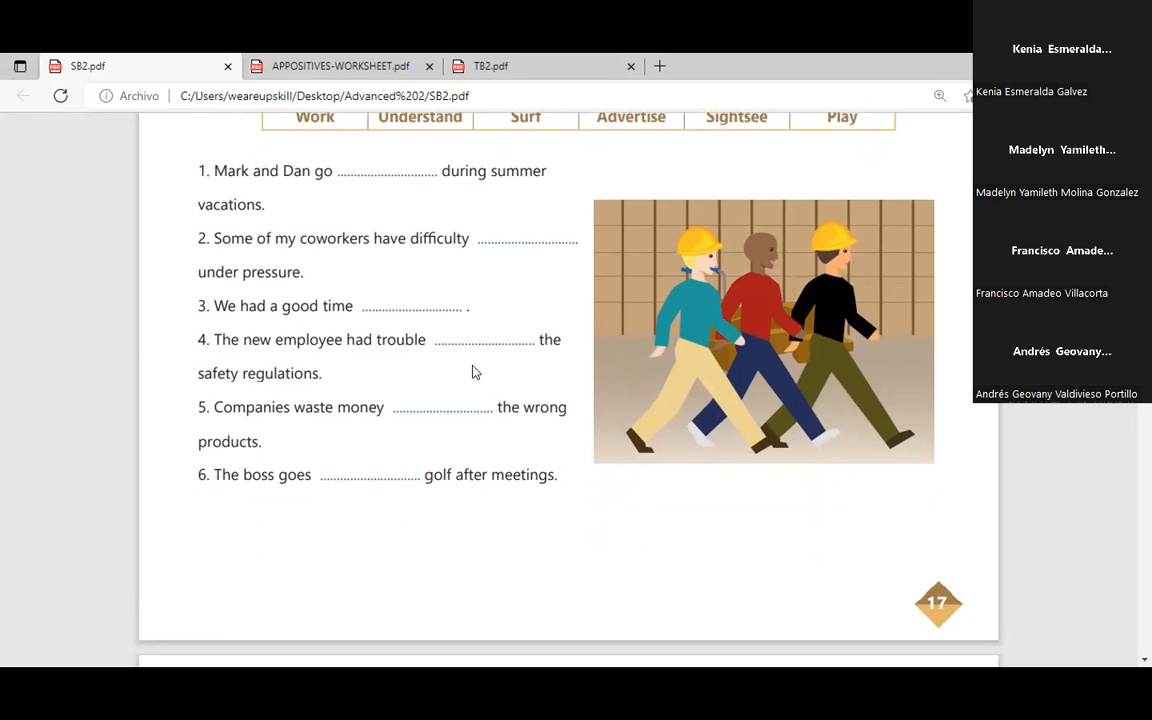 SB2.pdf
APPOSITIVES-WORKSHEET.pdf
TB2.pdf
Archivo C:/Users/weareupskill/Desktop/Advanced%202/SB2.pdf
Work Understand Surf Advertise Sightsee Play
1. Mark and Dan go .............................. during summer
vacations.
2. Some of my coworkers have difficulty ..............................
under pressure.
3. We had a good time .............................. .
4. The new employee had trouble .............................. the
safety regulations.
5. Companies waste money .............................. the wrong
products.
6. The boss goes .............................. golf after meetings.
17
Kenia Esmeralda...
Kenia Esmeralda Galvez
Madelyn Yamileth...
Madelyn Yamileth Molina Gonzalez
Francisco Amade...
Francisco Amadeo Villacorta
Andrés Geovany...
Andrés Geovany Valdivieso Portillo